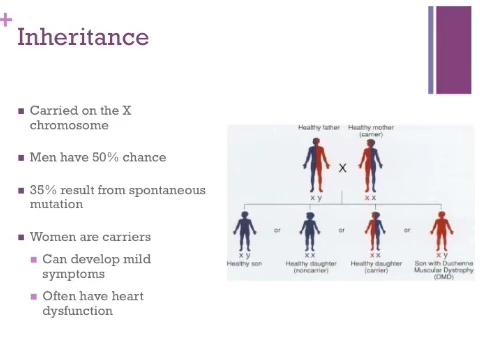 +
Inheritance
■ Carried on the X
chromosome
■ Men have 50% chance
■ 35% result from spontaneous
mutation
■ Women are carriers
■ Can develop mild
symptoms
■ Often have heart
dysfunction
Healthy father Healthy mother
(carrier)
X
x y x x
or or or
x y x x x x x y
Healthy son Healthy daughter Healthy daughter Son with Duchenne
(noncarrier) (carrier) Muscular Dystrophy
(DMD)